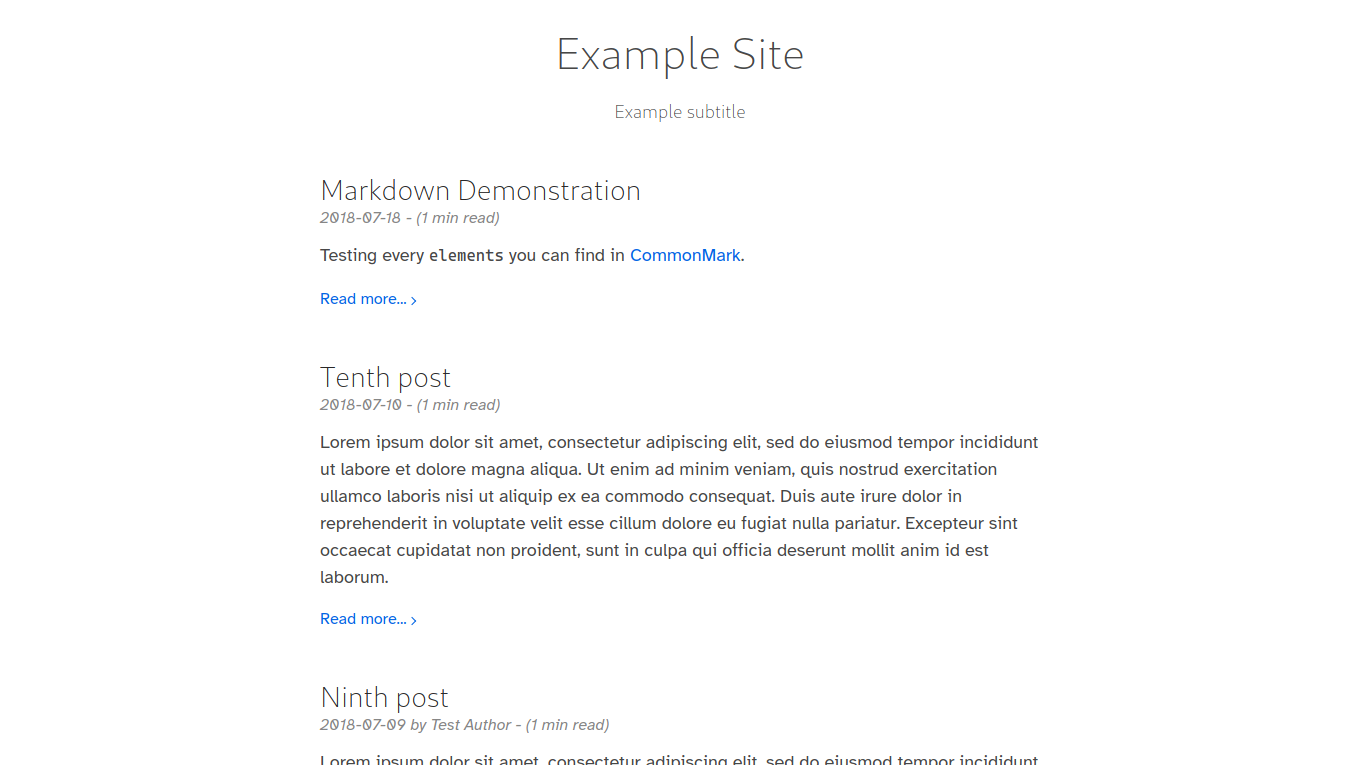 Example Site
Example subtitle
Markdown Demonstration
2018-07-18 - (1 min read)
Testing every elements you can find in CommonMark.
Read more... ›
Tenth post
2018-07-10 - (1 min read)
Lorem ipsum dolor sit amet, consectetur adipiscing elit, sed do eiusmod tempor incididunt
ut labore et dolore magna aliqua. Ut enim ad minim veniam, quis nostrud exercitation
ullamco laboris nisi ut aliquip ex ea commodo consequat. Duis aute irure dolor in
reprehenderit in voluptate velit esse cillum dolore eu fugiat nulla pariatur. Excepteur sint
occaecat cupidatat non proident, sunt in culpa qui officia deserunt mollit anim id est
laborum.
Read more... ›
Ninth post
2018-07-09 by Test Author - (1 min read)
Lorem ipsum dolor sit amet, consectetur adipiscing elit, sed do eiusmod tempor incididunt